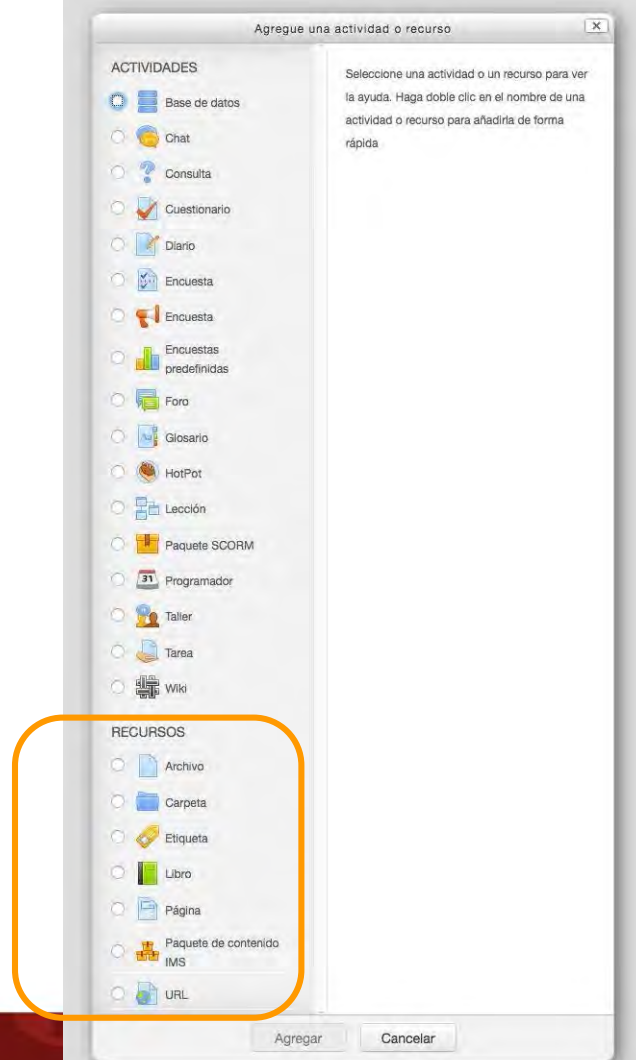 Agregue una actividad o recurso
ACTIVIDADES
Base de datos
Chat
Consulta
Cuestionario
Diario
Encuesta
Encuesta
Encuestas
predefinidas
Foro
Glosario
HotPot
Lección
Paquete SCORM
31
Programador
Taller
Tarea
Wiki
RECURSOS
Archivo
Carpeta
Etiqueta
Libro
Página
Paquete de contenido
IMS
URL
Seleccione una actividad o un recurso para ver
la ayuda. Haga doble clic en el nombre de una
actividad o recurso para añadirla de forma
rápida
Agregar
Cancelar